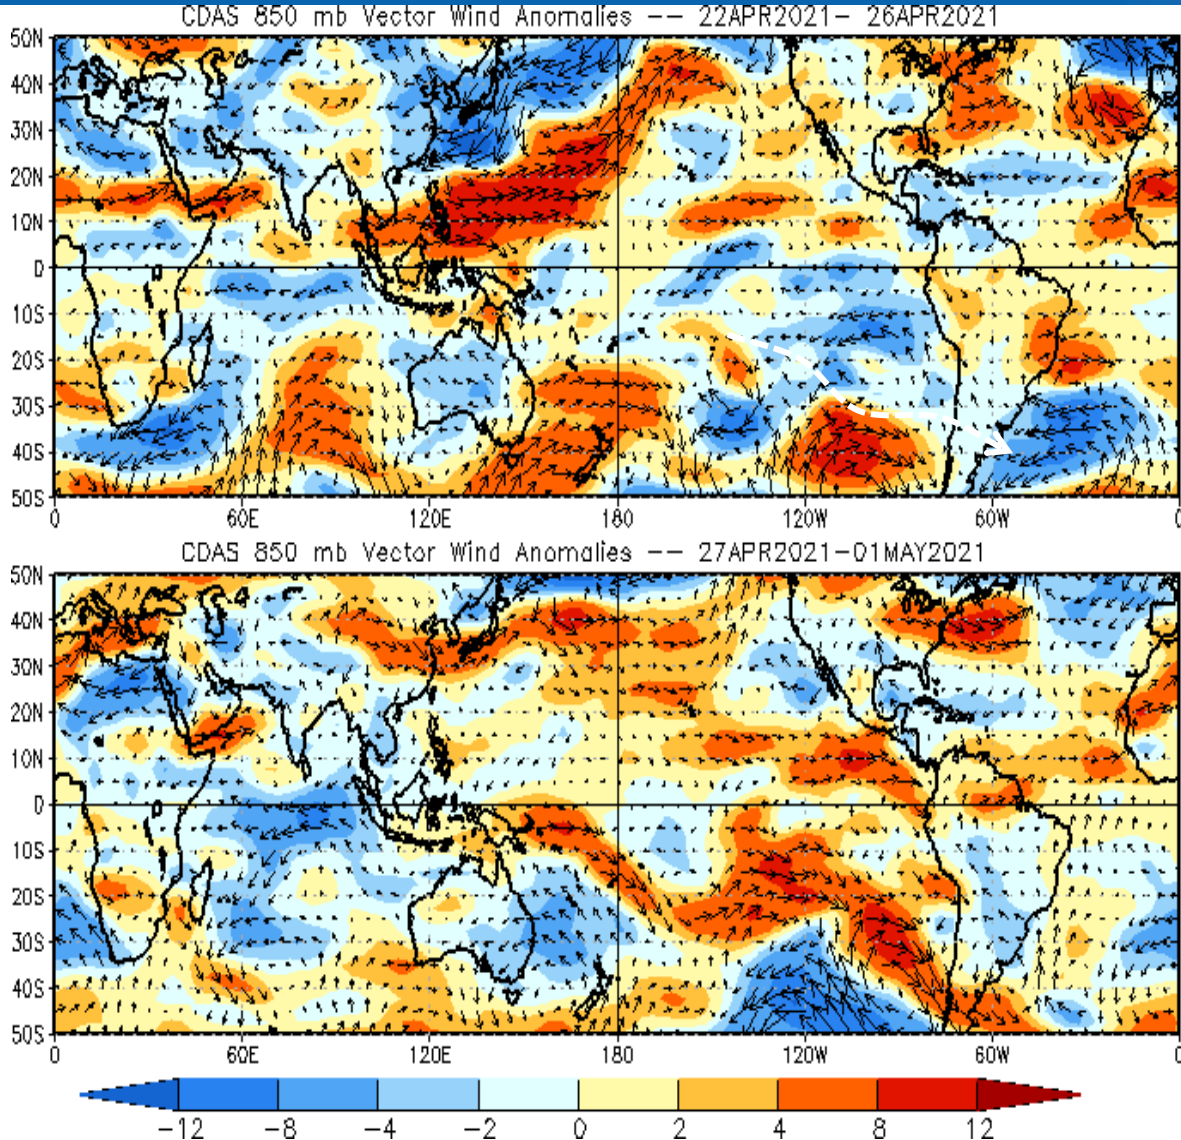 CDAS 850 mb Vector Wind Anomalies -- 22APR2021- 26APR2021
50N
40N
30N
20N
10N
0
10S
20S
30S
40S
50S
0 60E 120E 180 120W 60W 0
CDAS 850 mb Vector Wind Anomalies -- 27APR2021-01MAY2021
50N
40N
30N
20N
10N
0
10S
20S
30S
40S
50S
0 60E 120E 180 120W 60W 0
-12 -8 -4 -2 0 2 4 8 12